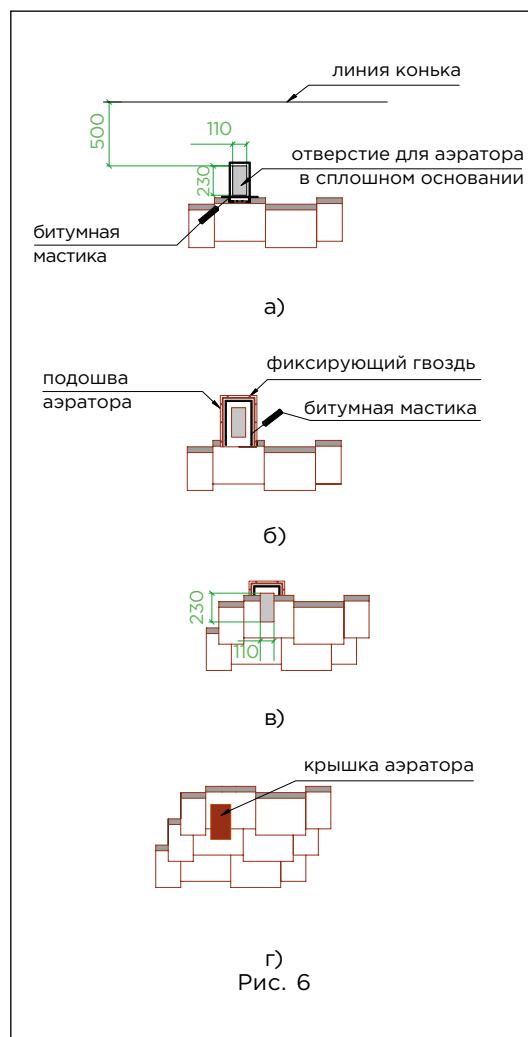 линия конька
500
110
отверстие для аэратора
в сплошном основании
230
битумная
мастика
а)
фиксирующий гвоздь
подошва
аэратора
битумная мастика
б)
230
110
в)
крышка аэратора
г)
Рис. 6